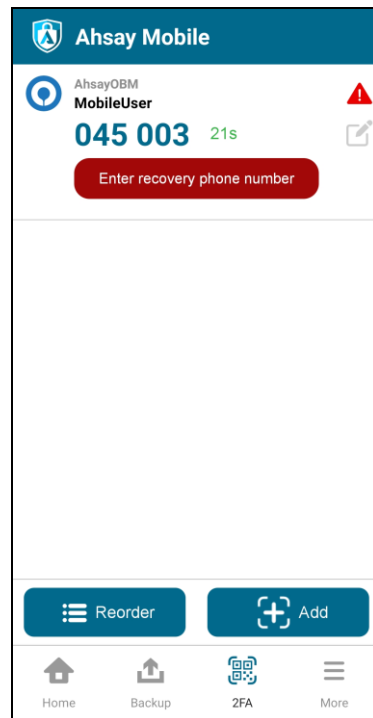 Ahsay Mobile
AhsayOBM
MobileUser
045 003 21s
Enter recovery phone number
Reorder Add
Home Backup 2FA More